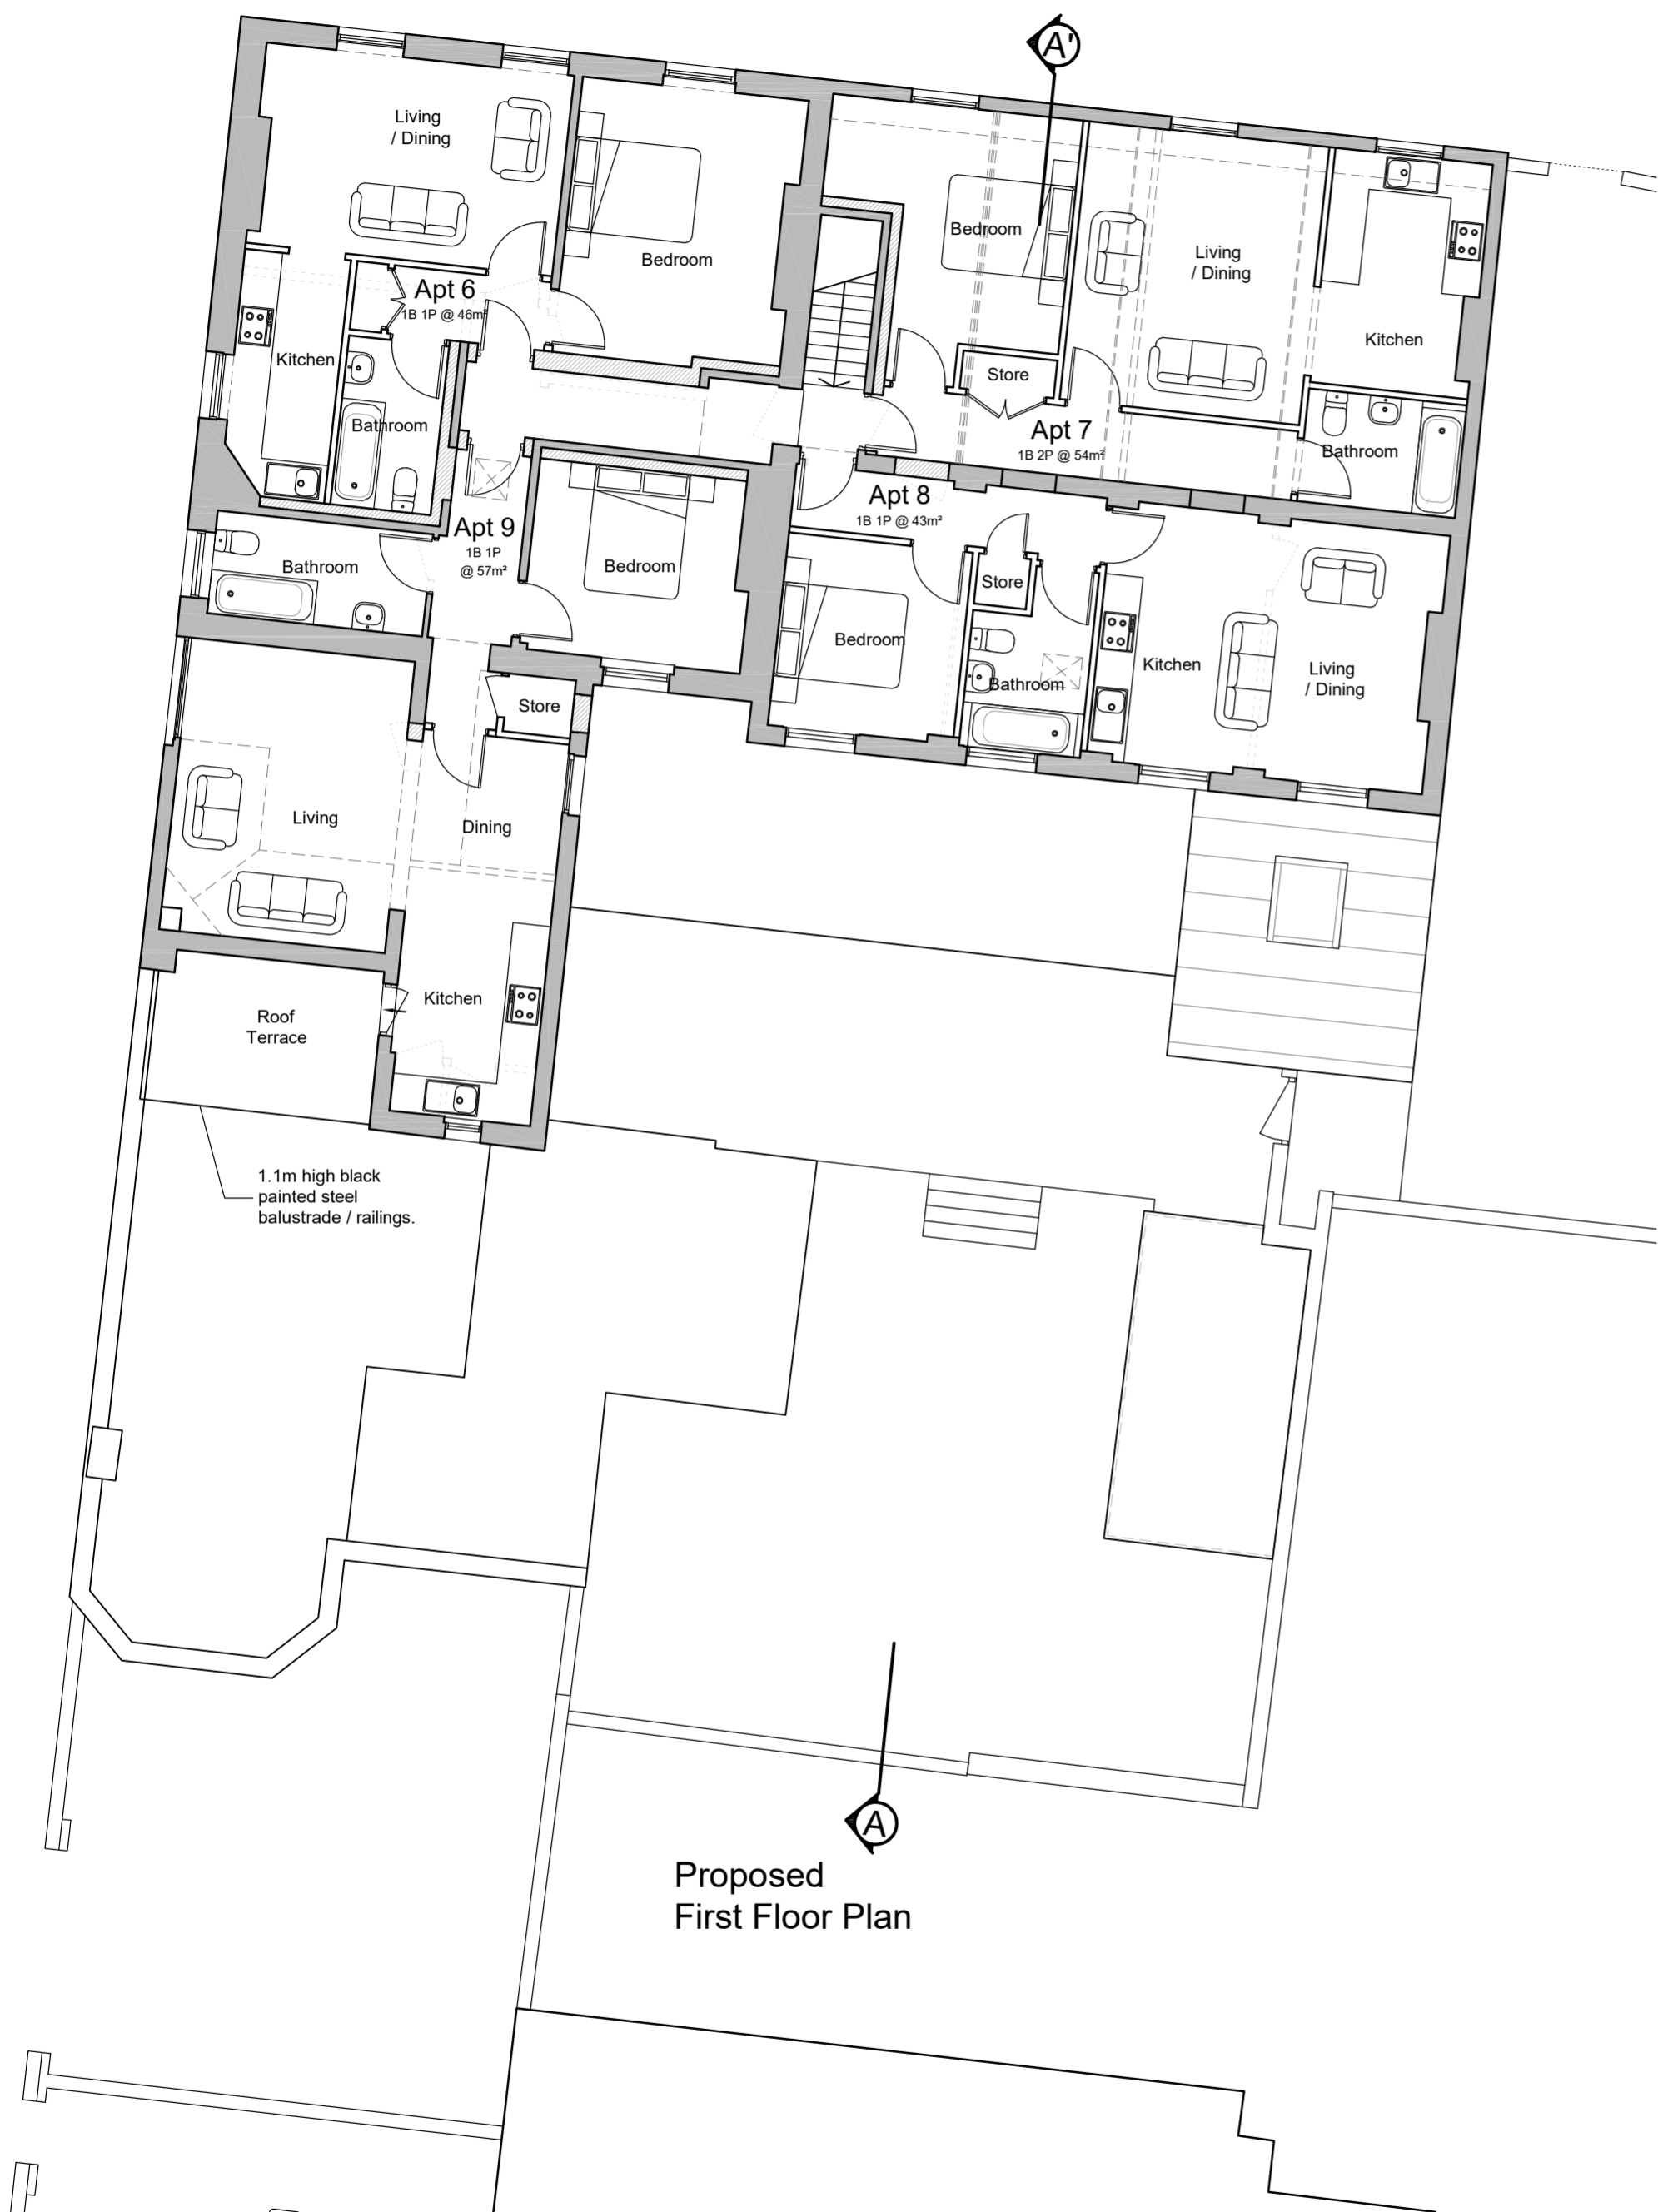 A'
Living
/ Dining
Bedroom
Bedroom
Living
/ Dining
Apt 6
1B 1P @ 46m²
Kitchen
Kitchen
Store
Bathroom
Apt 7
1B 2P @ 54m²
Bathroom
Apt 8
1B 1P @ 43m²
Apt 9
1B 1P
@ 57m²
Bathroom
Bedroom
Store
Bedroom
Kitchen
Living
/ Dining
Bathroom
Store
Living
Dining
Kitchen
Roof
Terrace
1.1m high black
painted steel
balustrade / railings.
A
Proposed
First Floor Plan